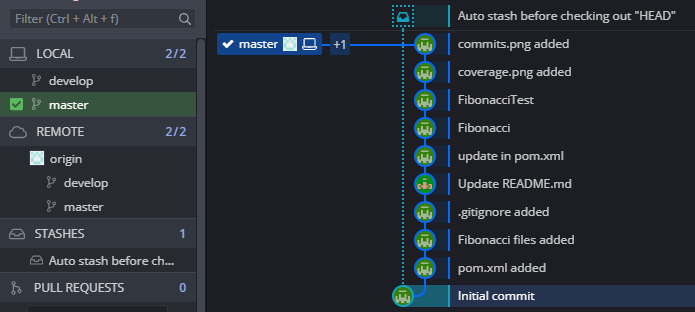 Filter (Ctrl + Alt + f)
LOCAL 2/2
develop
master
REMOTE 2/2
origin
develop
master
STASHES 1
Auto stash before ch...
PULL REQUESTS 0
Auto stash before checking out "HEAD"
master +1 commits.png added
coverage.png added
FibonacciTest
Fibonacci
update in pom.xml
Update README.md
.gitignore added
Fibonacci files added
pom.xml added
Initial commit